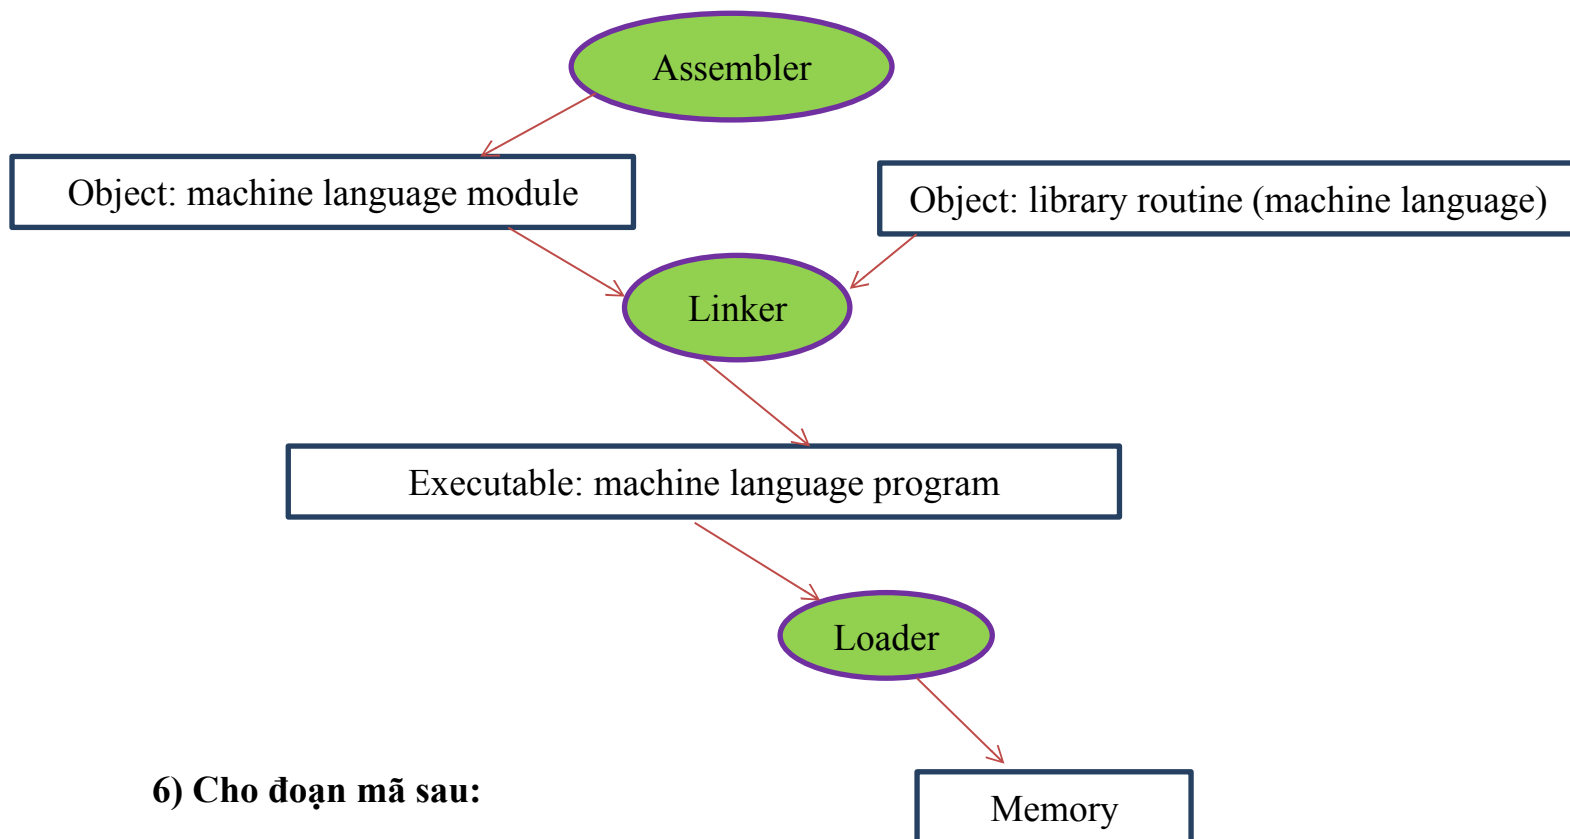 Assembler
Object: machine language module
Object: library routine (machine language)
Linker
Executable: machine language program
Loader
6) Cho đoạn mã sau:
Memory